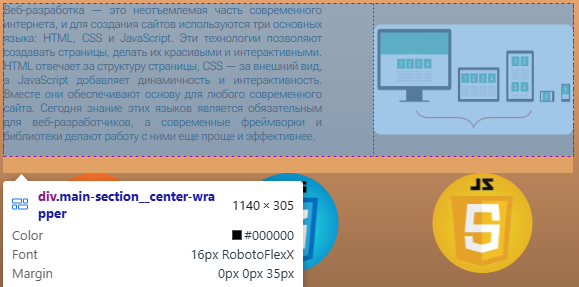 Веб-разработка — это неотъемлемая часть современного
интернета, и для создания сайтов используются три основных
языка: HTML, CSS и JavaScript. Эти технологии позволяют
создавать страницы, делать их красивыми и интерактивными.
HTML отвечает за структуру страницы, CSS — за внешний вид,
а JavaScript добавляет динамичность и интерактивность.
Вместе они обеспечивают основу для любого современного
сайта. Сегодня знание этих языков является обязательным
для веб-разработчиков, а современные фреймворки и
библиотеки делают работу с ними еще проще и эффективнее.
JS
div.main-section__center-wra
pper
1140 × 305
Color #000000
Font 16px RobotoFlexX
Margin 0px 0px 35px